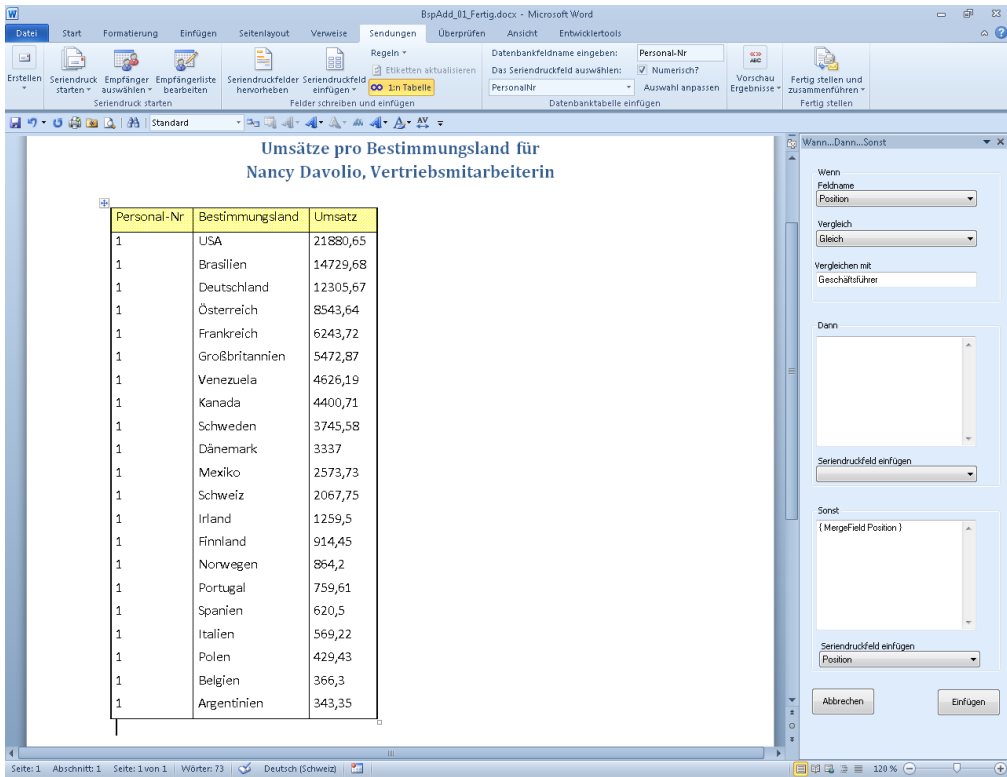 BspAdd_01_Fertig.docx - Microsoft Word
Datei Start Formatierung Einfügen Seitenlayout Verweise Sendungen Überprüfen Ansicht Entwicklertools
Erstellen
Seriendruck starten
Empfänger auswählen
Empfängerliste bearbeiten
Seriendruck starten
Seriendruckfelder hervorheben
Seriendruckfeld einfügen
Regeln
Etiketten aktualisieren
1:n Tabelle
Felder schreiben und einfügen
Datenbankfeldname eingeben: Personal-Nr
Das Seriendruckfeld auswählen: Numerisch?
PersonalNr Auswahl anpassen
Datenbanktabelle einfügen
ABC
Vorschau Ergebnisse
Fertig stellen und zusammenführen
Fertig stellen
Standard
Umsätze pro Bestimmungsland für
Nancy Davolio, Vertriebsmitarbeiterin
Personal-Nr Bestimmungsland Umsatz
1 USA 21880,65
1 Brasilien 14729,68
1 Deutschland 12305,67
1 Österreich 8543,64
1 Frankreich 6243,72
1 Großbritannien 5472,87
1 Venezuela 4626,19
1 Kanada 4400,71
1 Schweden 3745,58
1 Dänemark 3337
1 Mexiko 2573,73
1 Schweiz 2067,75
1 Irland 1259,5
1 Finnland 914,45
1 Norwegen 864,2
1 Portugal 759,61
1 Spanien 620,5
1 Italien 569,22
1 Polen 429,43
1 Belgien 366,3
1 Argentinien 343,35
Wann...Dann...Sonst
Wenn
Feldname
Position
Vergleich
Gleich
Vergleichen mit
Geschäftsführer
Dann
Seriendruckfeld einfügen
Sonst
{ MergeField Position }
Seriendruckfeld einfügen
Position
Abbrechen Einfügen
Seite: 1 Abschnitt: 1 Seite: 1 von 1 Wörter: 73 Deutsch (Schweiz) 120 %